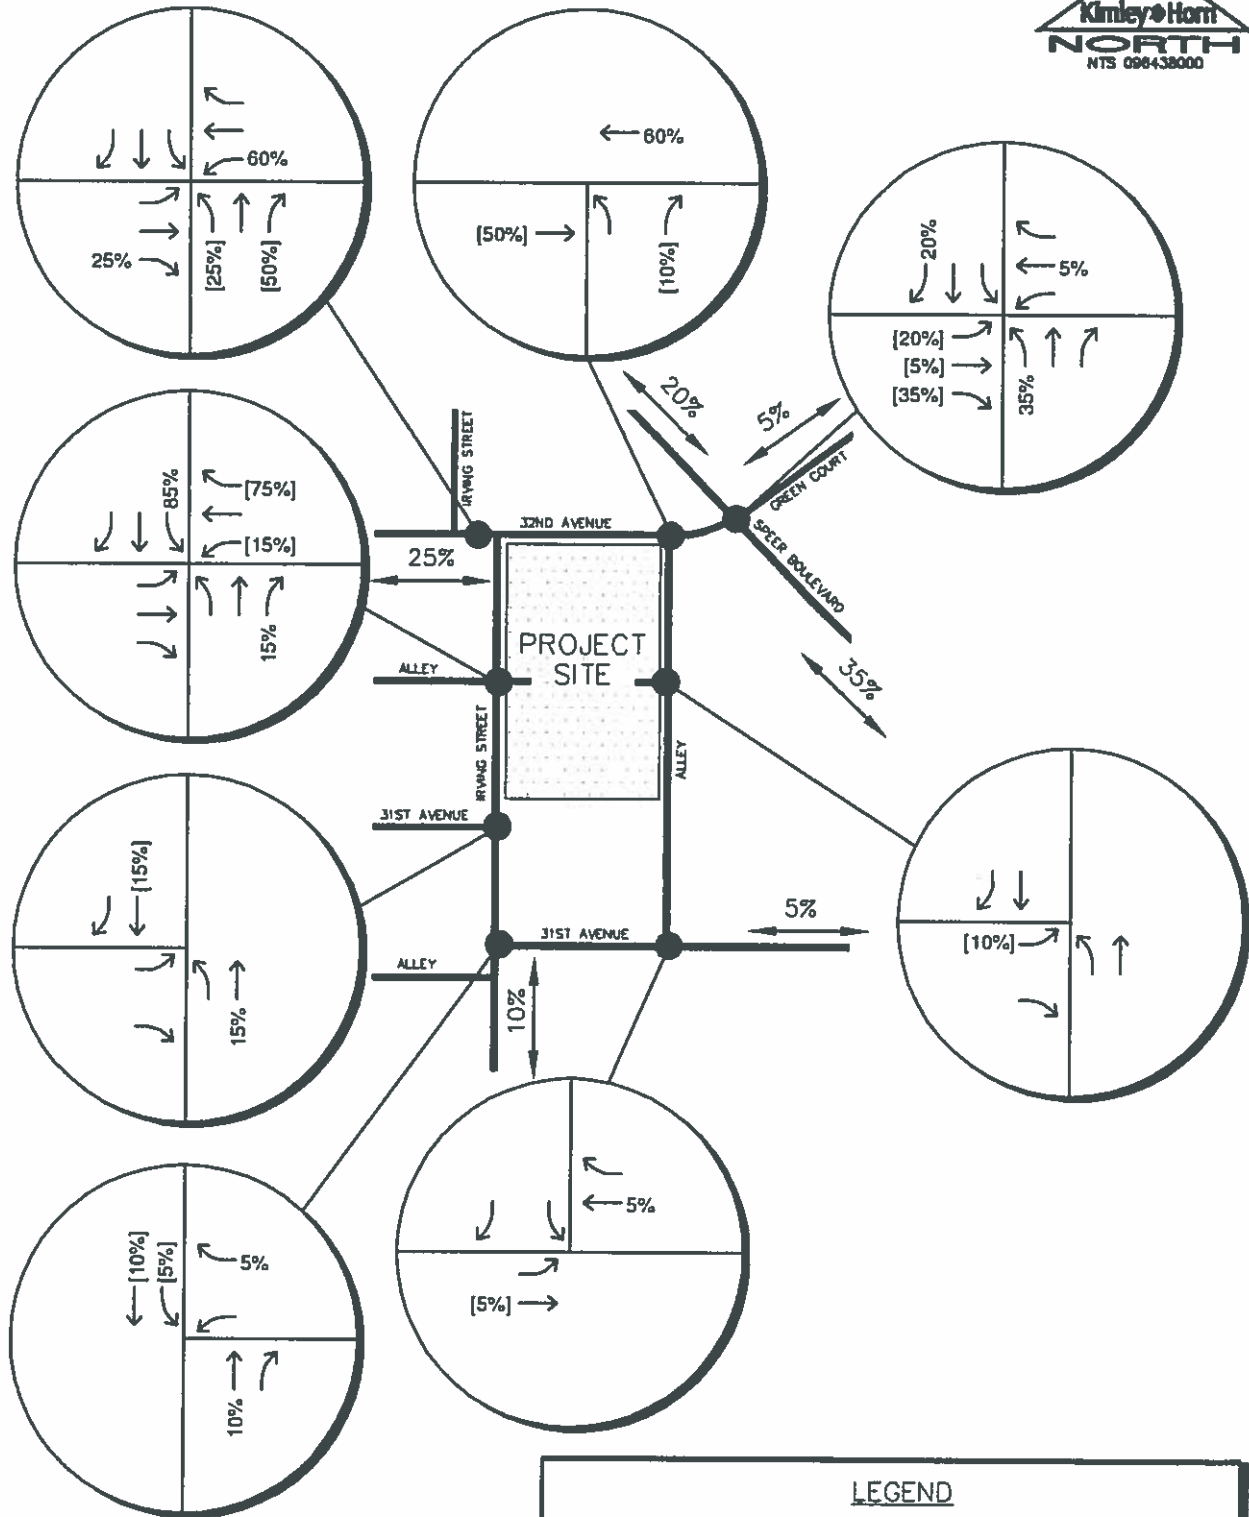 Kimley Horn
NORTH
NTS 096438000
60%
25%
[25%]
[50%]
60%
[50%]
[10%]
20%
5%
[20%]
[5%]
[35%]
35%
20%
5%
IRVING STREET
32ND AVENUE
GREEN COURT
SPEER BOULEVARD
25%
85%
[75%]
[15%]
15%
PROJECT
SITE
ALLEY
35%
IRVING STREET
ALLEY
31ST AVENUE
[15%]
15%
[10%]
31ST AVENUE
5%
ALLEY
10%
[10%]
[5%]
5%
10%
5%
[5%]
LEGEND